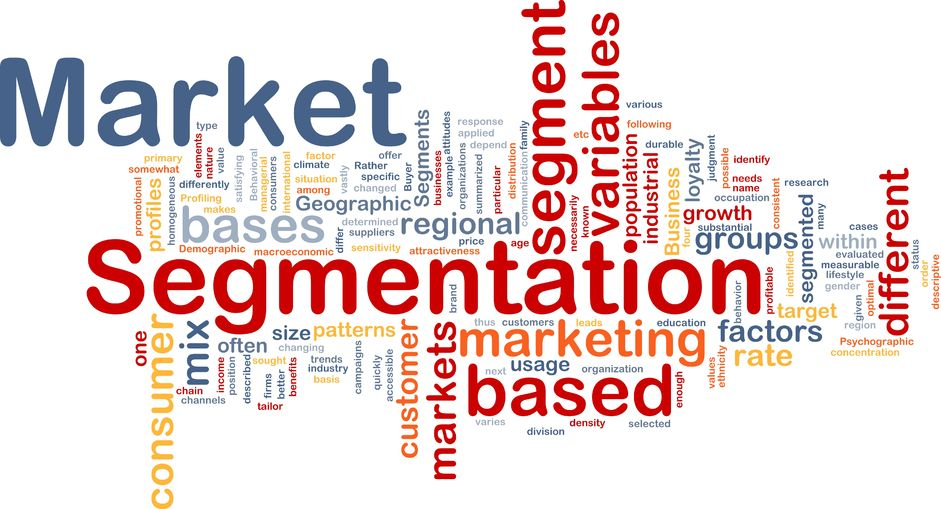 Market
segment
variables
various
following
etc
type
elements
nature
value
primary
somewhat
Behavioral
satisfying
managerial
consumers
international
factor
climate
situation
among
vastly
Rather
offer
specific
changed
Buyer
Segments
businesses
example
attitudes
organizations
response
applied
depend
summarized
particular
distribution
communication
family
necessarily
known
population
industrial
durable
loyalty
judgment
possible
identify
needs
name
consistent
research
occupation
Business
four
growth
substantial
many
segmented
different
status
order
descriptive
promotional
profiles
homogeneous
differently
Profiling
makes
Geographic
bases
determined
differ
suppliers
regional
price
age
Demographic
macroeconomic
sensitivity
attractiveness
groups
within
cases
evaluated
measurable
lifestyle
gender
identified
Segmentation
brand
behavior
profitable
target
given
optimal
region
Psychographic
concentration
one
consumer
mix
often
size
patterns
changing
customer
markets
thus
customers
leads
education
marketing
factors
rate
chain
channels
income
position
described
sought
firms
better
benefits
tailor
trends
industry
basis
campaigns
quickly
accessible
next
usage
organization
based
enough
values
ethnicity
varies
division
density
selected